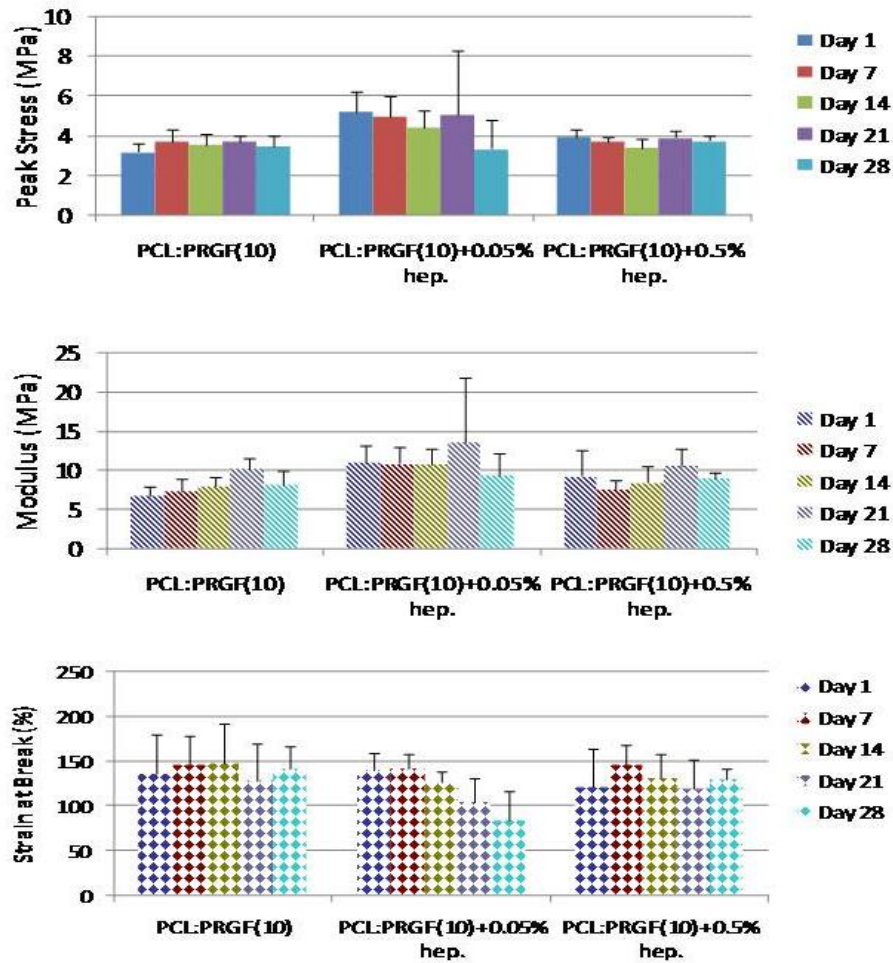 10
8
6
4
2
0
Peak Stress (MPa)
PCL:PRGF(10)
PCL:PRGF(10)+0.05% hep.
PCL:PRGF(10)+0.5% hep.
Day 1
Day 7
Day 14
Day 21
Day 28
25
20
15
10
5
0
Modulus (MPa)
PCL:PRGF(10)
PCL:PRGF(10)+0.05% hep.
PCL:PRGF(10)+0.5% hep.
Day 1
Day 7
Day 14
Day 21
Day 28
250
200
150
100
50
0
Strain at Break (%)
PCL:PRGF(10)
PCL:PRGF(10)+0.05% hep.
PCL:PRGF(10)+0.5% hep.
Day 1
Day 7
Day 14
Day 21
Day 28